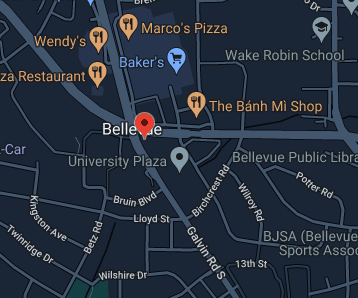 Marco's Pizza
Wendy's
Wake Robin School
Baker's
za Restaurant
The Bánh Mì Shop
Bellevue
University Plaza
Bellevue Public Libra
-Car
Potter Rd
Birchcrest Rd
Bruin Blvd
Wilroy Rd
Kingston Ave
Lloyd St
Betz Rd
Twinridge Dr
Galvin Rd S
BJSA (Bellevue
Sports Assoc
13th St
Wilshire Dr